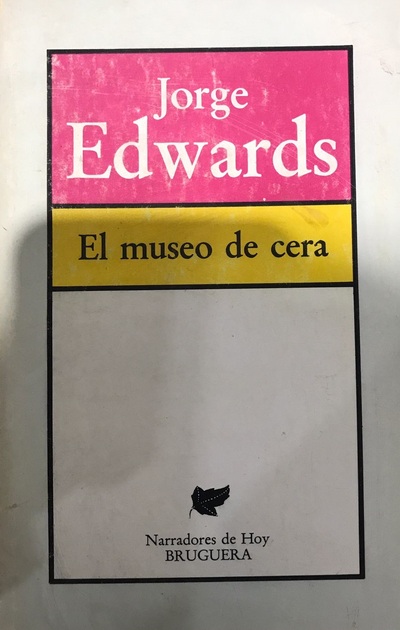 Jorge
Edwards
El museo de cera
Narradores de Hoy
BRUGUERA